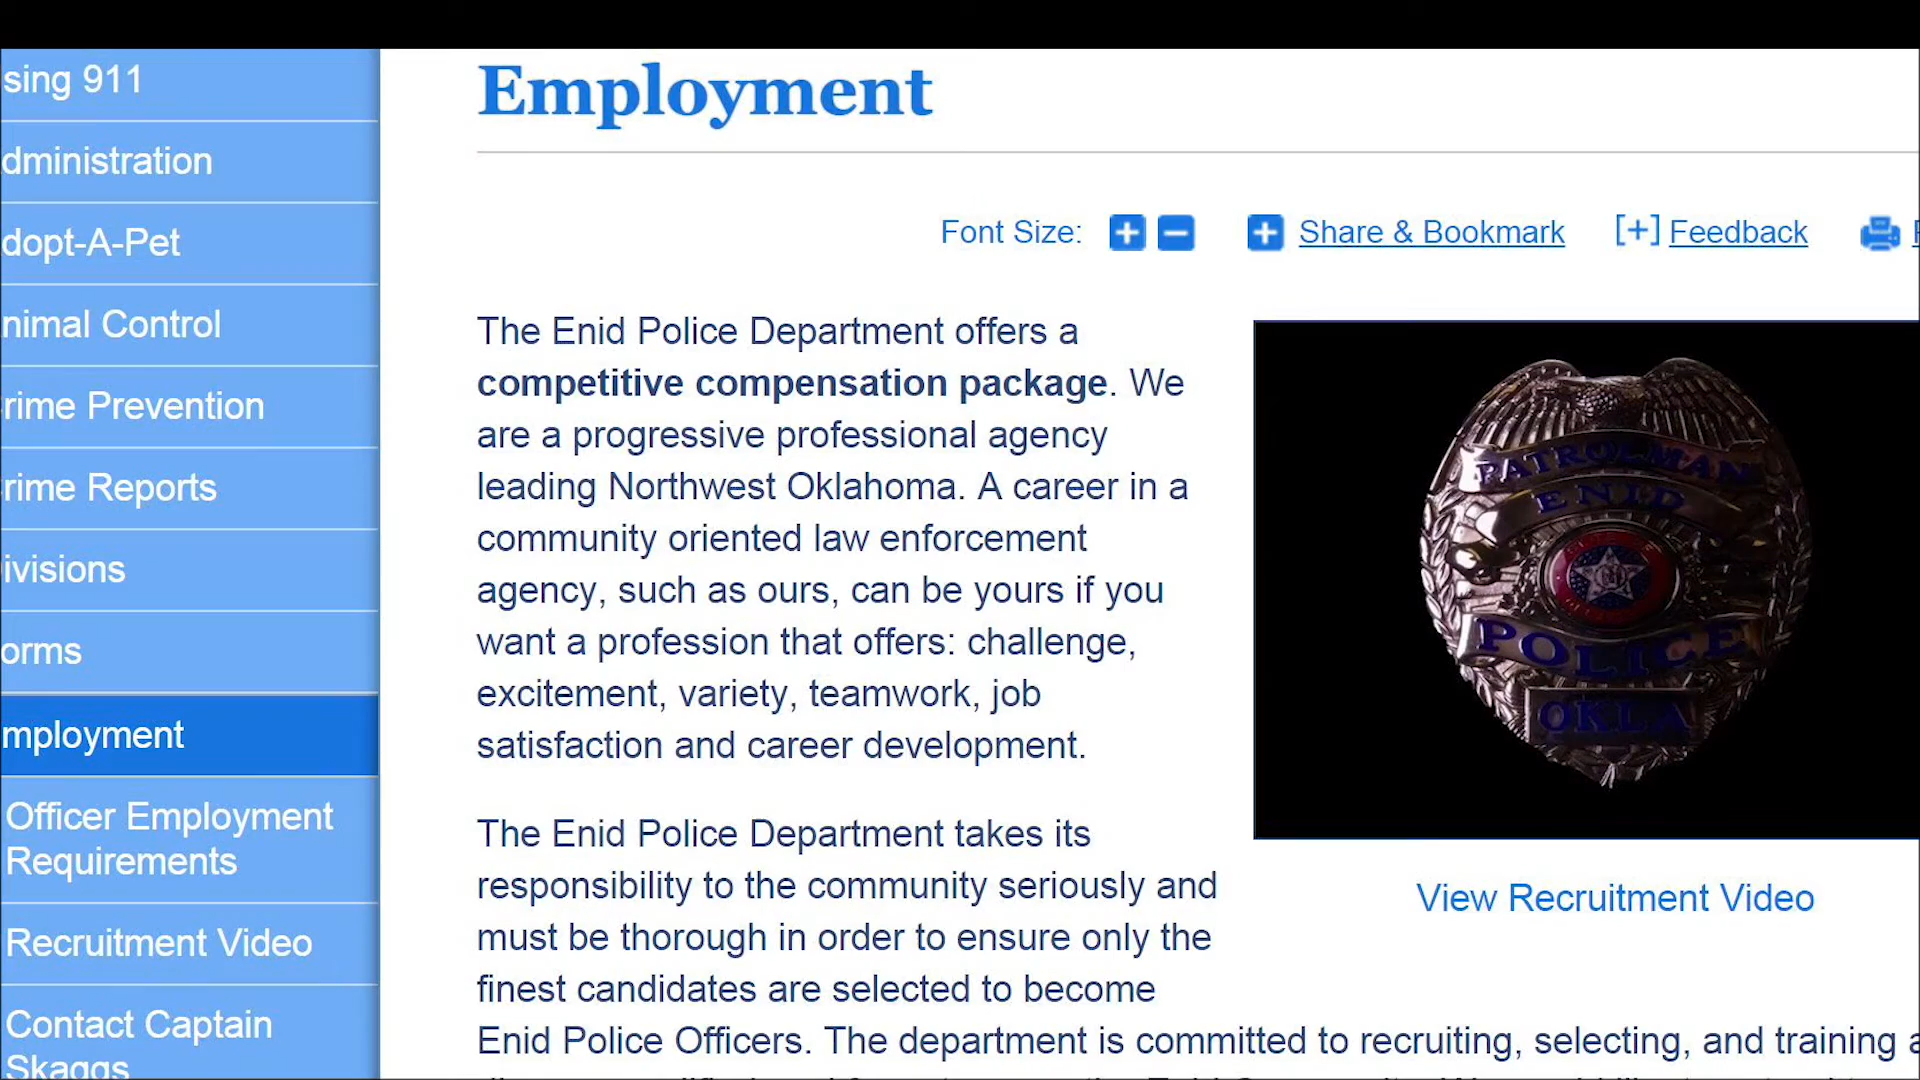 sing 911
dministration
dopt-A-Pet
nimal Control
rime Prevention
rime Reports
ivisions
orms
mployment
Officer Employment
Requirements
Recruitment Video
Contact Captain
Skaggs
Employment
Font Size:
Share & Bookmark
[+] Feedback
The Enid Police Department offers a
competitive compensation package. We
are a progressive professional agency
leading Northwest Oklahoma. A career in a
community oriented law enforcement
agency, such as ours, can be yours if you
want a profession that offers: challenge,
excitement, variety, teamwork, job
satisfaction and career development.
PATROLMAN
ENID
POLICE
OKLA
View Recruitment Video
The Enid Police Department takes its
responsibility to the community seriously and
must be thorough in order to ensure only the
finest candidates are selected to become
Enid Police Officers. The department is committed to recruiting, selecting, and training a